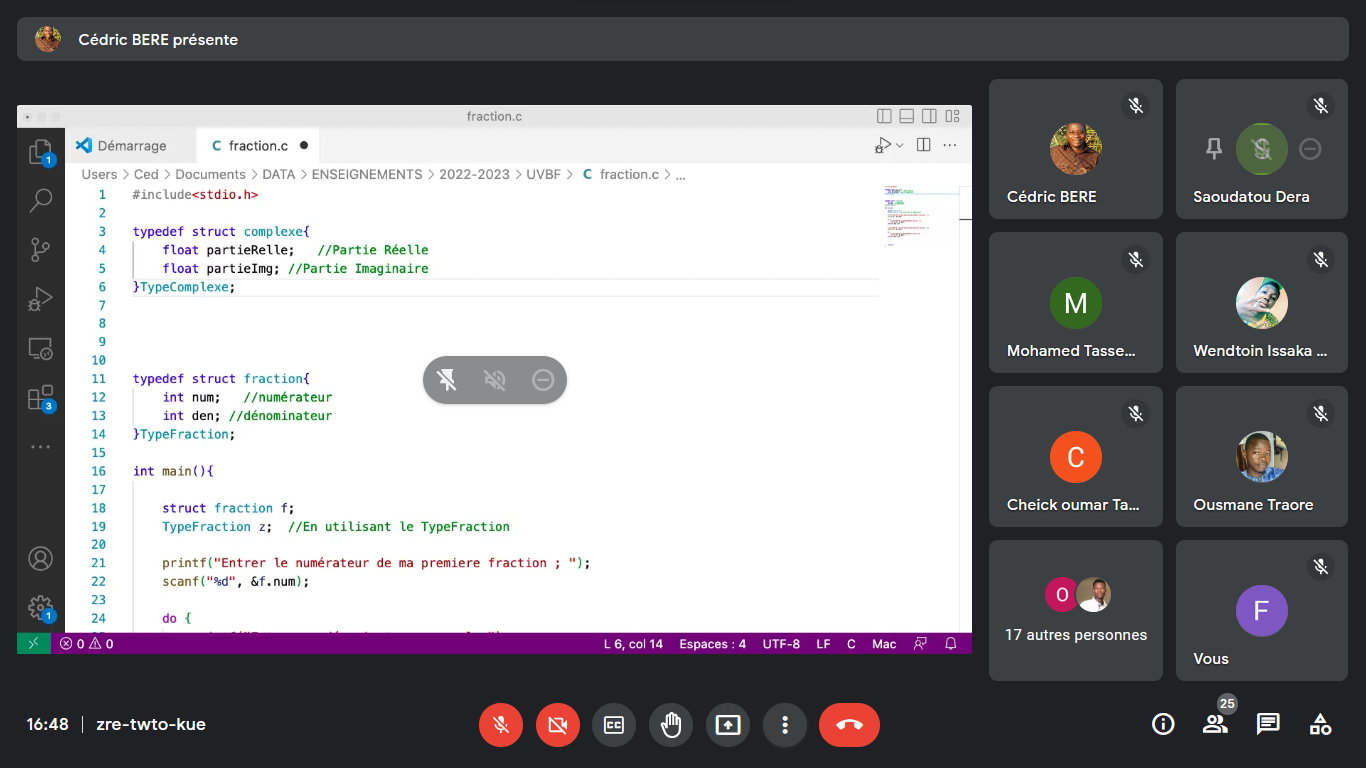 Cédric BERE présente
fraction.c
Démarrage
C fraction.c
Users > Ced > Documents > DATA > ENSEIGNEMENTS > 2022-2023 > UVBF > C fraction.c > ...
1 #include<stdio.h>
2
3 typedef struct complexe{
4 float partieRelle; //Partie Réelle
5 float partieImg; //Partie Imaginaire
6 }TypeComplexe;
7
8
9
10
11 typedef struct fraction{
12 int num; //numérateur
13 int den; //dénominateur
14 }TypeFraction;
15
16 int main(){
17
18 struct fraction f;
19 TypeFraction z; //En utilisant le TypeFraction
20
21 printf("Entrer le numérateur de ma premiere fraction ; ");
22 scanf("%d", &f.num);
23
24 do {
1
3
1
0 0
L 6, col 14 Espaces : 4 UTF-8 LF C Mac
Cédric BERE
S
Saoudatou Dera
M
Mohamed Tasse...
Wendtoin Issaka ...
C
Cheick oumar Ta...
Ousmane Traore
O
17 autres personnes
F
Vous
16:48 | zre-twto-kue
CC
25